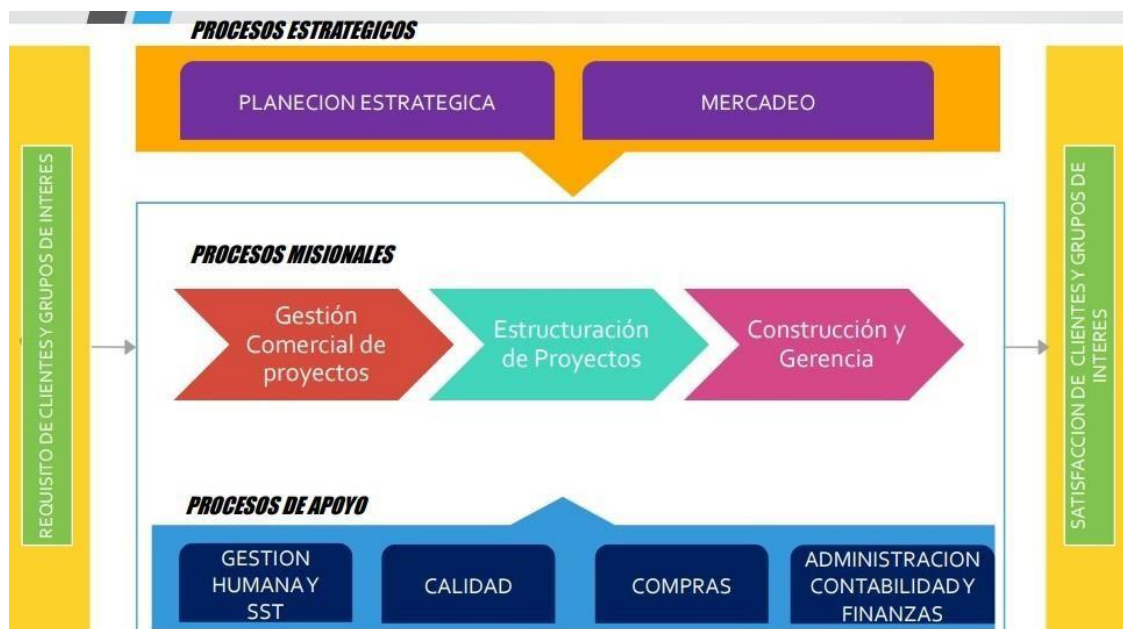 PROCESOS ESTRATEGICOS
PLANECION ESTRATEGICA
MERCADEO
REQUISITO DE CLIENTES Y GRUPOS DE INTERES
PROCESOS MISIONALES
Gestión
Comercial de
proyectos
Estructuración
de Proyectos
Construcción y
Gerencia
SATISFACCION DE CLIENTES Y GRUPOS DE
INTERES
PROCESOS DE APOYO
GESTION
HUMANA Y
SST
CALIDAD
COMPRAS
ADMINISTRACION
CONTABILIDAD Y
FINANZAS